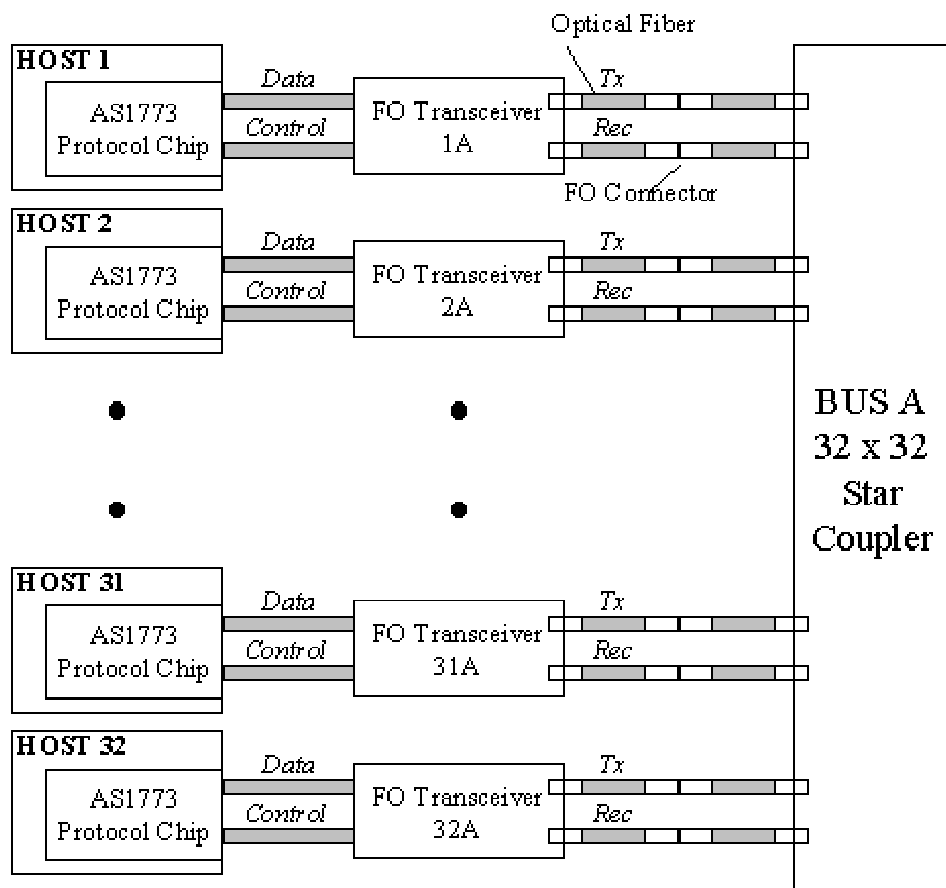 Optical Fiber
HOST 1
AS1773
Protocol Chip
Data
Control
FO Transceiver
1A
Tx
Rec
FO Connector
HOST 2
AS1773
Protocol Chip
Data
Control
FO Transceiver
2A
Tx
Rec
BUS A
32 x 32
Star
Coupler
HOST 31
AS1773
Protocol Chip
Data
Control
FO Transceiver
31A
Tx
Rec
HOST 32
AS1773
Protocol Chip
Data
Control
FO Transceiver
32A
Tx
Rec